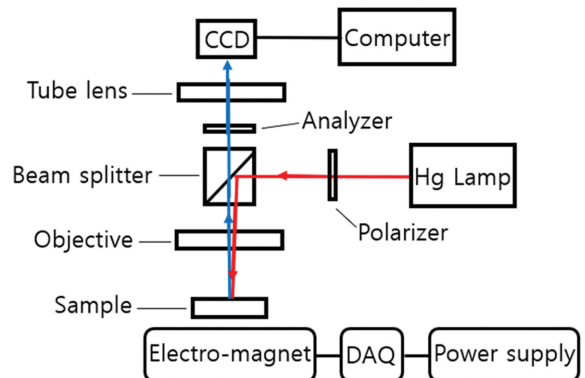 CCD
Computer
Tube lens
Analyzer
Beam splitter
Hg Lamp
Polarizer
Objective
Sample
Electro-magnet
DAQ
Power supply